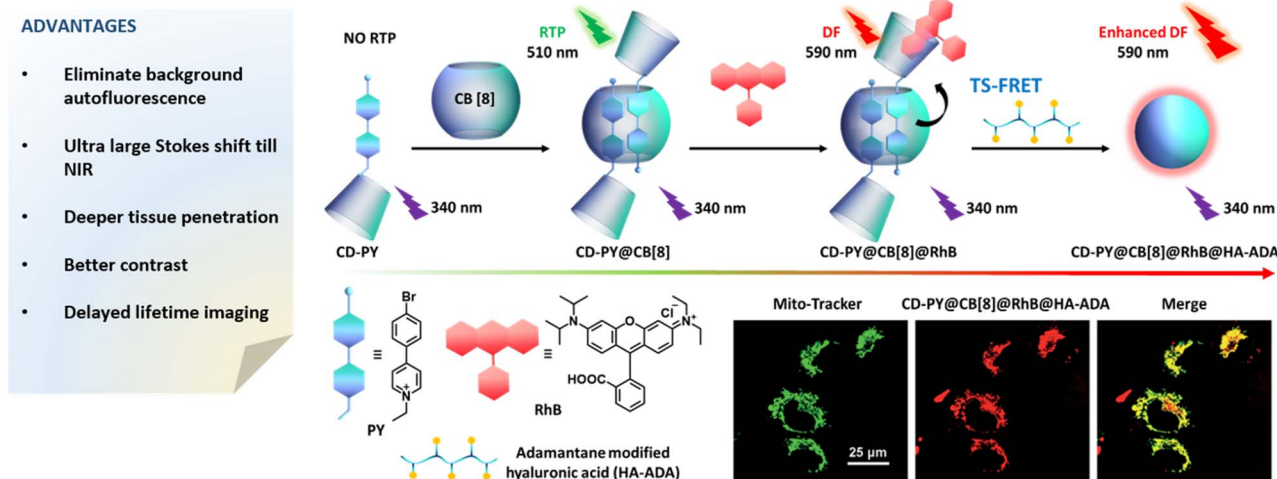 ADVANTAGES
• Eliminate background
autofluorescence
• Ultra large Stokes shift till
NIR
• Deeper tissue penetration
• Better contrast
• Delayed lifetime imaging
NO RTP
340 nm
CD-PY
CB [8]
RTP
510 nm
340 nm
CD-PY@CB[8]
DF
590 nm
340 nm
CD-PY@CB[8]@RhB
TS-FRET
Enhanced DF
590 nm
340 nm
CD-PY@CB[8]@RhB@HA-ADA
≡
Br
N+
PY
≡
N
O
N+
Cl−
HOOC
RhB
Adamantane modified
hyaluronic acid (HA-ADA)
Mito-Tracker
CD-PY@CB[8]@RhB@HA-ADA
Merge
25 µm